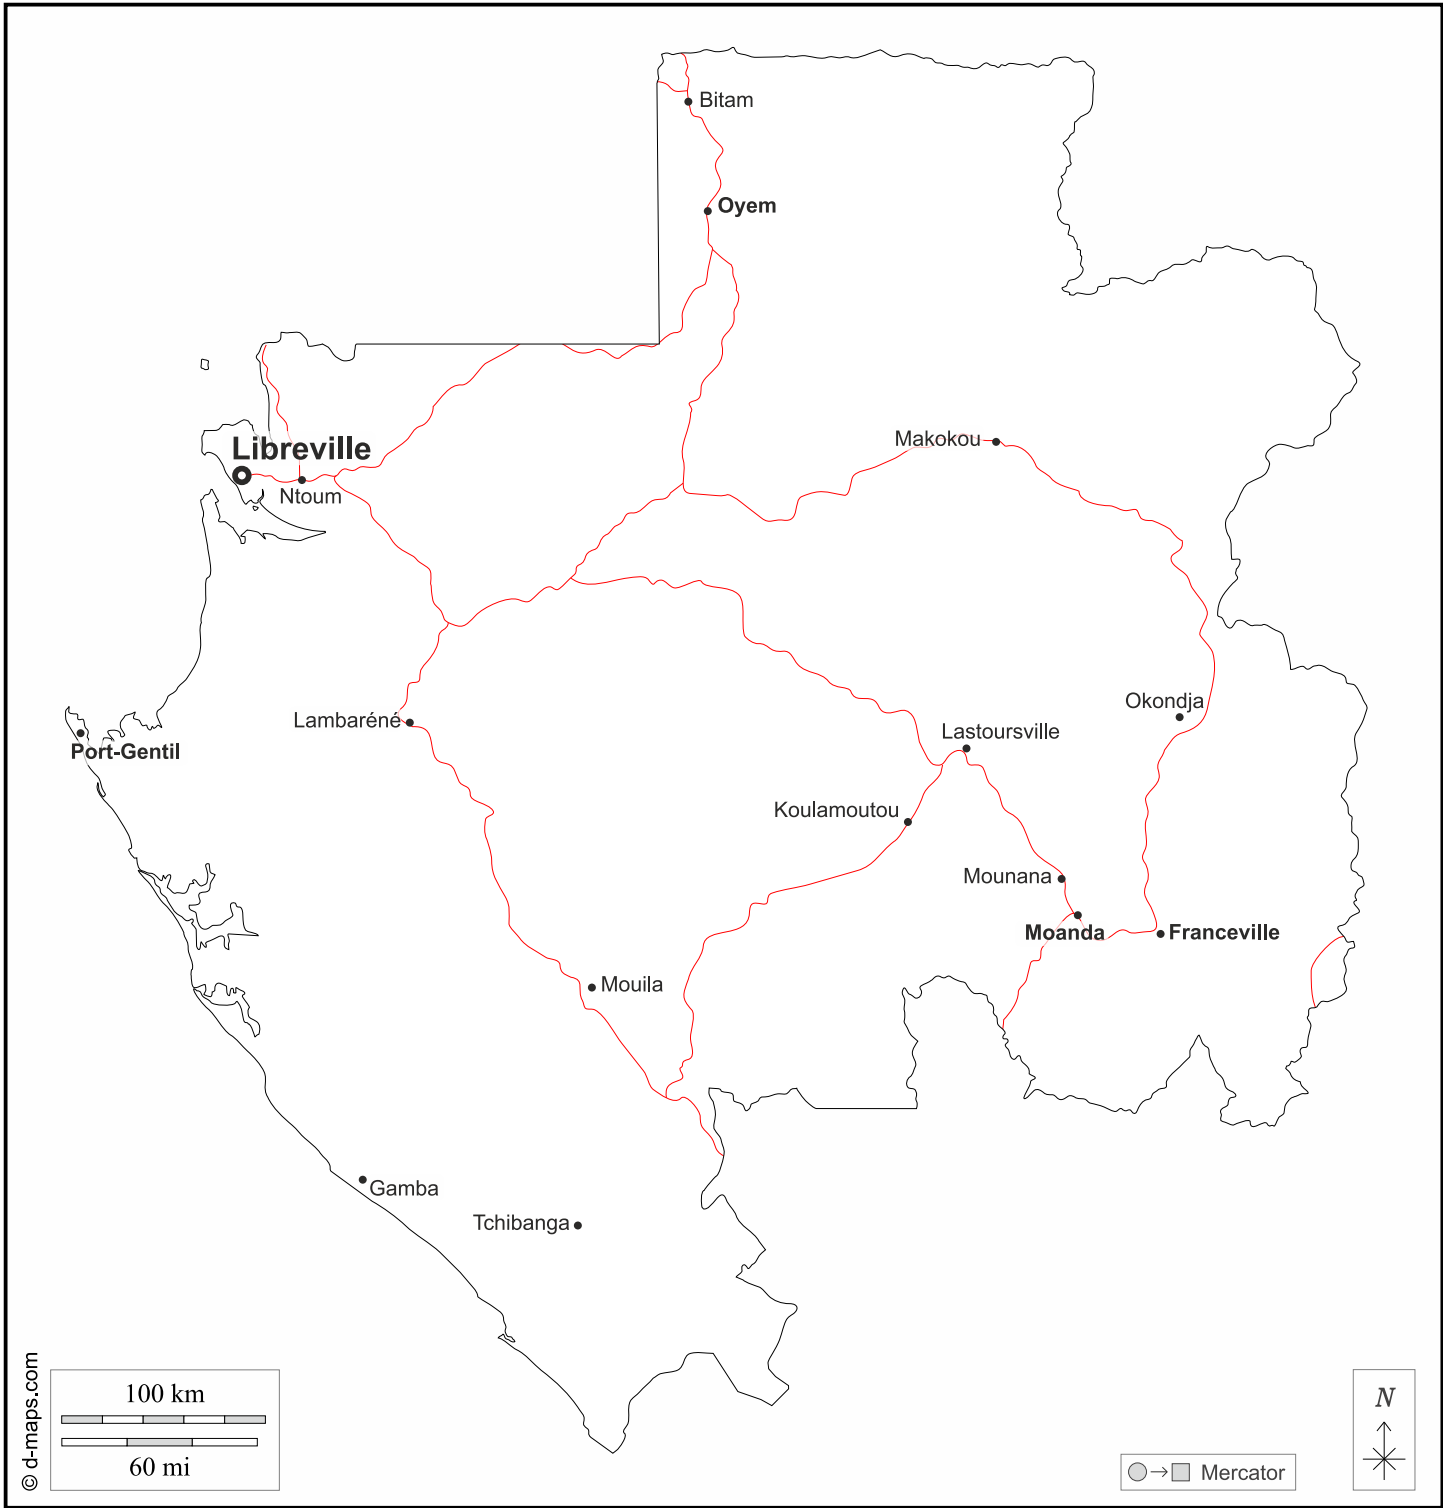 Bitam
Oyem
Makokou
Libreville
Ntoum
Okondja
Lambaréné
Lastoursville
Port-Gentil
Koulamoutou
Mounana
Moanda
Franceville
Mouila
Gamba
Tchibanga
© d-maps.com
100 km
60 mi
N
Mercator